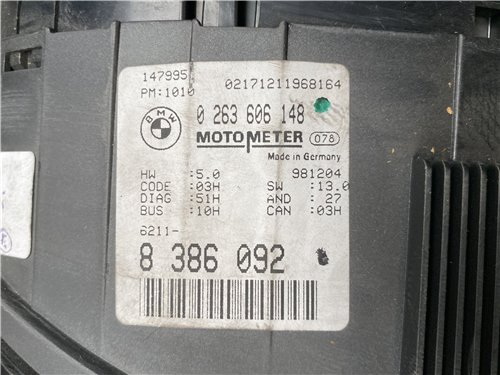 147995 02171211968164
PM:1010
BMW 0 263 606 148
MOTOMETER 078
Made in Germany
HW :5.0 981204
CODE :03H SW :13.0
DIAG :51H AND : 27
BUS :10H CAN :03H
6211-
8 386 092